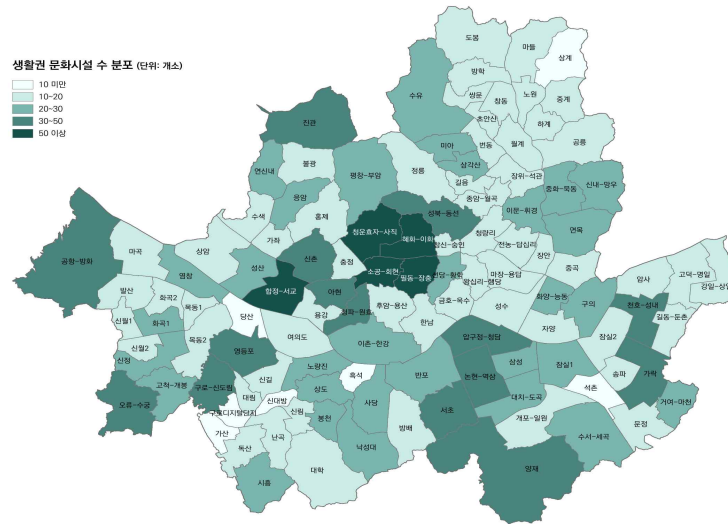 생활권 문화시설 수 분포 (단위: 개소)
10 미만
10~20
20~30
30~50
50 이상
도봉
마들
상계
방학
수유
쌍문
창동
노원
중계
초안산
하계
진관
미아
번동
월계
공릉
불광
평창~부암
정릉
삼각산
연신내
길음
장위~석관
중화~묵동
신내~망우
응암
종암~월곡
이문~휘경
수색
홍제
성북~동선
면목
청운효자~사직
혜화~이화
청량리
가좌
창신~숭인
전농~답십리
공항~방화
마곡
상암
충정
장안
신촌
소공~회현
필동~장충
마장~용답
중곡
염창
성산
암사
고덕~명일
발산
합정~서교
아현
왕십리~행당
강일~상일
화곡2
목동1
후암~용산
금호~옥수
성수
화양~능동
구의
천호~성내
신월1
화곡1
당산
용강
한남
길동~둔촌
자양
신월2
목동2
여의도
이촌~한강
압구정~청담
잠실2
영등포
신정
노량진
논현~역삼
삼성
잠실1
송파
가락
고척~개봉
구로~신도림
신길
흑석
반포
석촌
오류~수궁
대림
신대방
상도
사당
대치~도곡
거여~마천
구로디지털단지
신림
봉천
서초
개포~일원
문정
가산
방배
난곡
낙성대
수서~세곡
독산
대학
양재
시흥